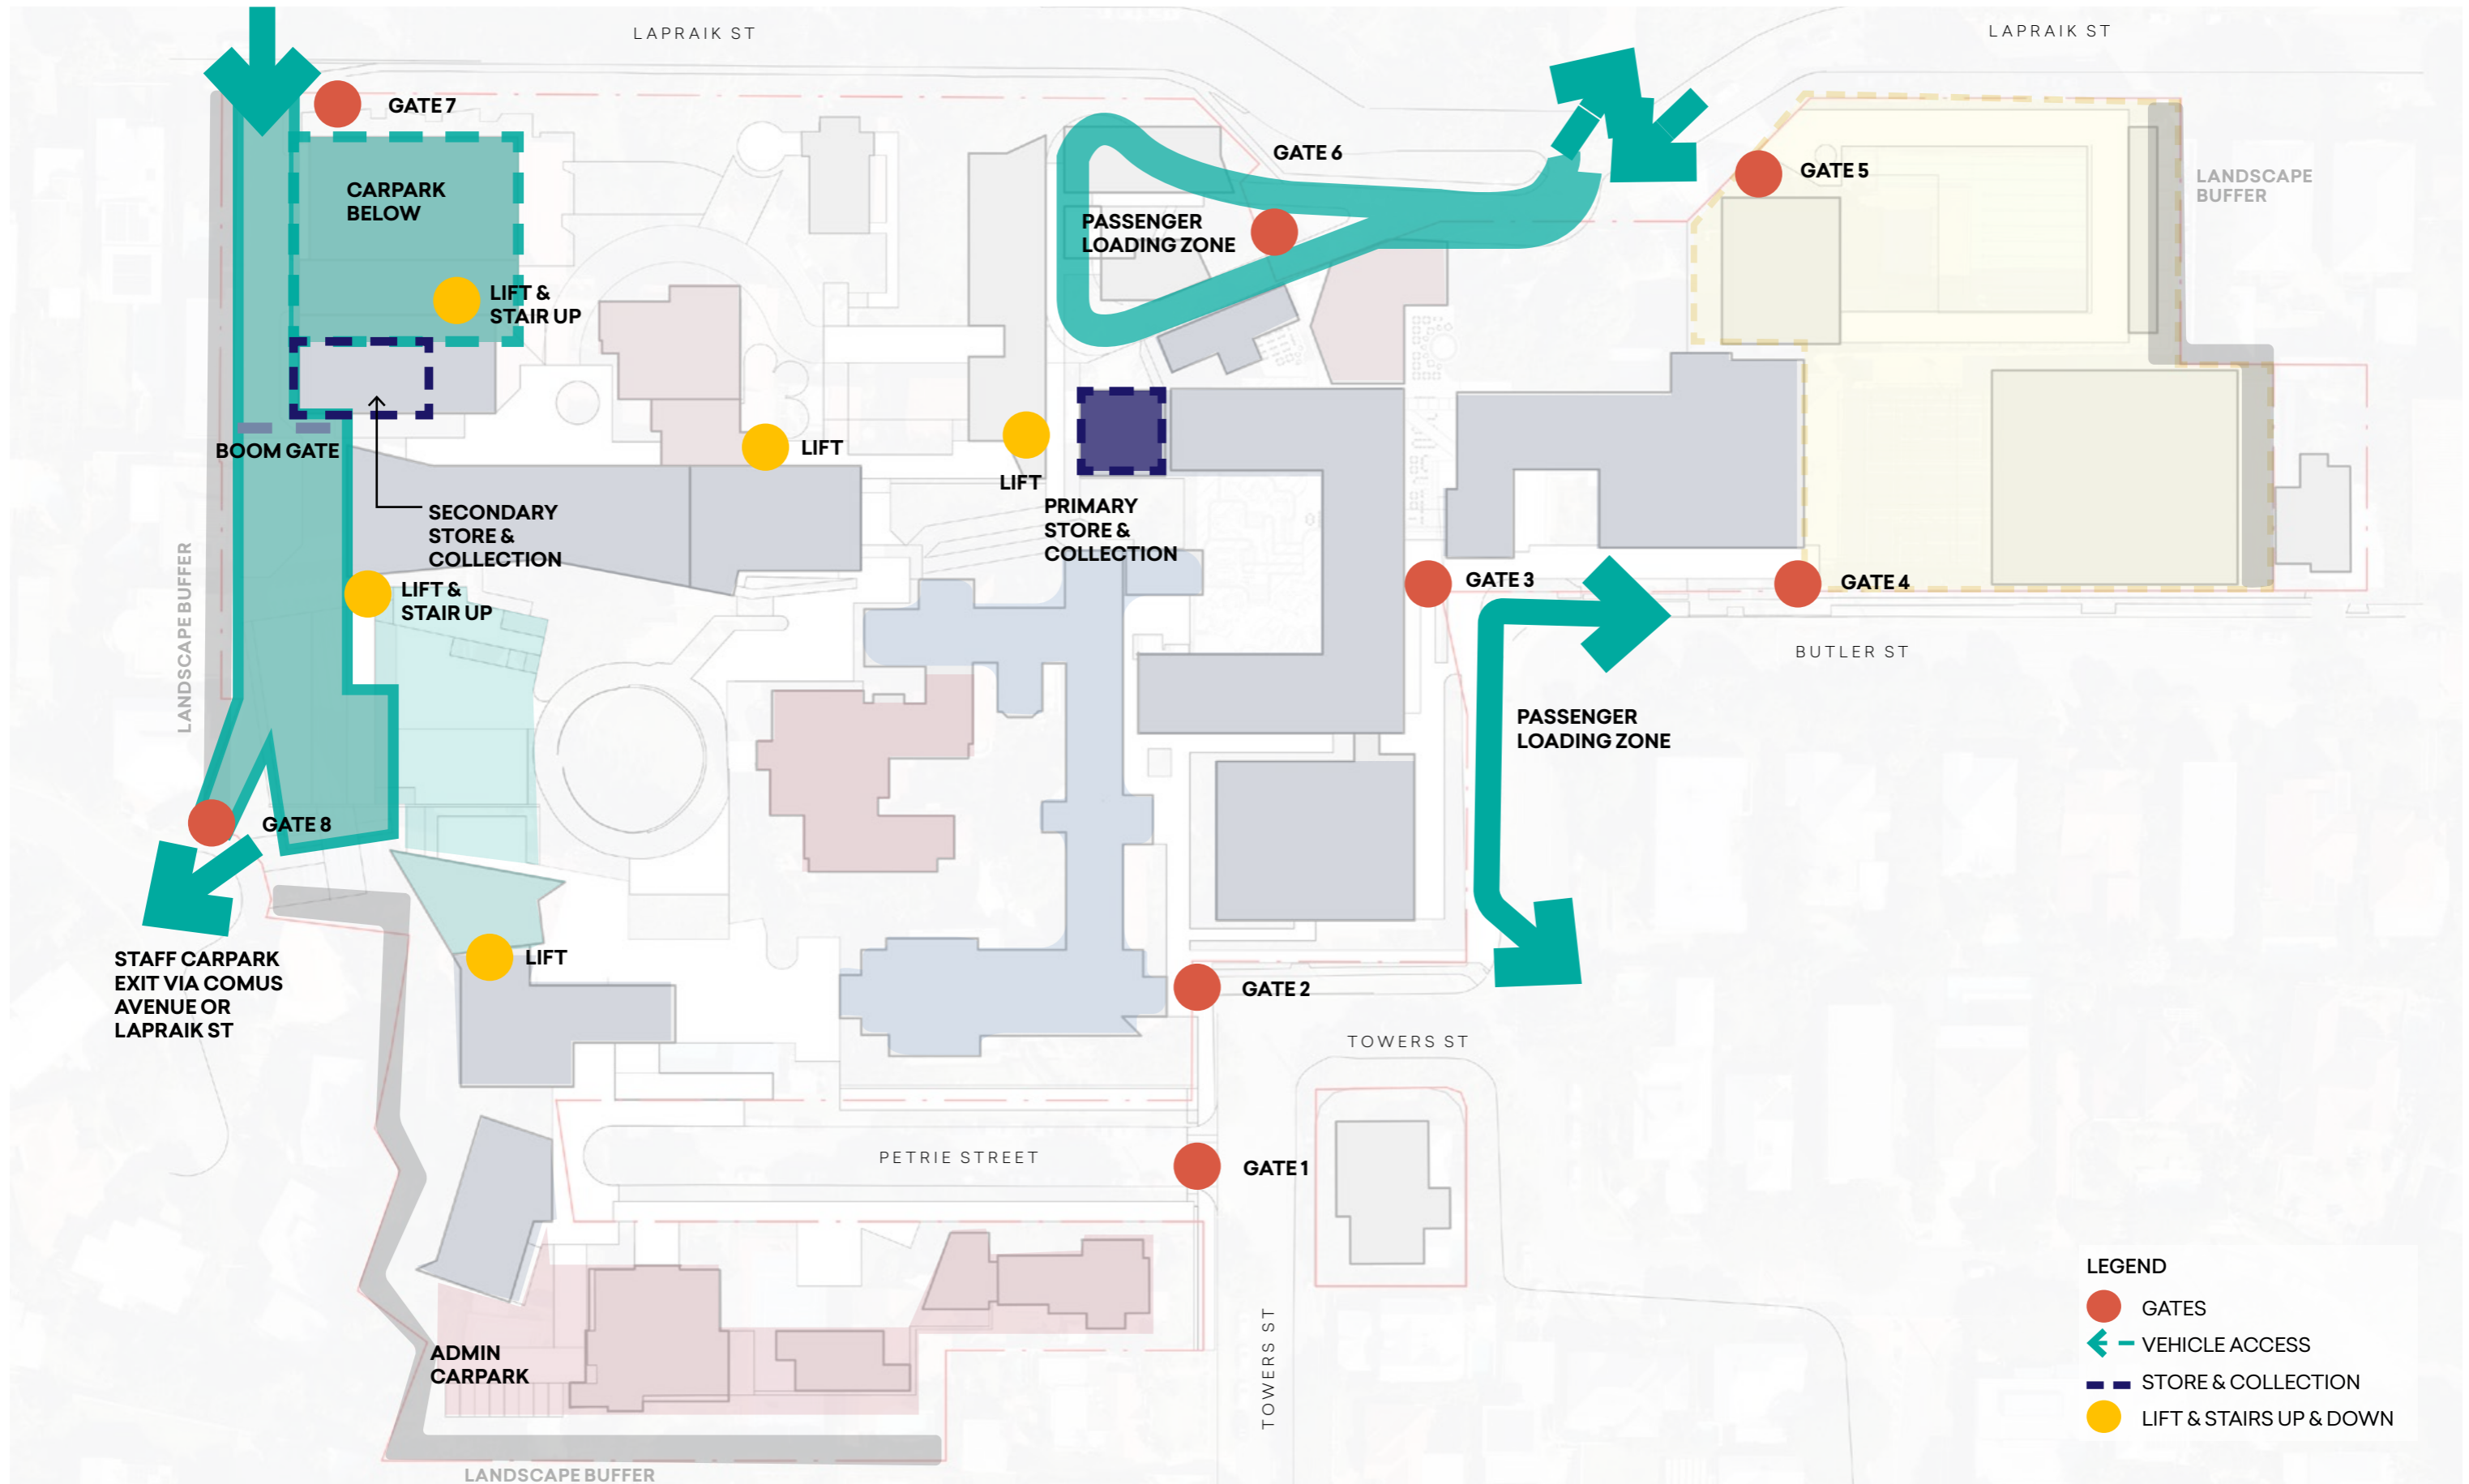 LAPRAIK ST
LAPRAIK ST
GATE 7
GATE 6
GATE 5
CARPARK
BELOW
LANDSCAPE
BUFFER
PASSENGER
LOADING ZONE
LIFT &
STAIR UP
BOOM GATE
LIFT
LIFT
SECONDARY
STORE &
COLLECTION
PRIMARY
STORE &
COLLECTION
LIFT &
STAIR UP
GATE 3
GATE 4
LANDSCAPE BUFFER
BUTLER ST
PASSENGER
LOADING ZONE
GATE 8
STAFF CARPARK
EXIT VIA COMUS
AVENUE OR
LAPRAIK ST
LIFT
GATE 2
TOWERS ST
PETRIE STREET
GATE 1
TOWERS ST
ADMIN
CARPARK
LANDSCAPE BUFFER
LEGEND
GATES
VEHICLE ACCESS
STORE & COLLECTION
LIFT & STAIRS UP & DOWN